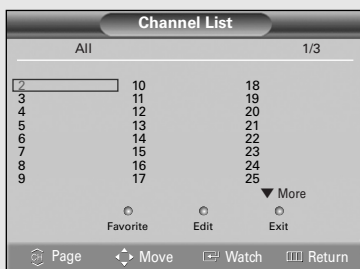 Channel List
All 1/3
2 10 18
3 11 19
4 12 20
5 13 21
6 14 22
7 15 23
8 16 24
9 17 25
▼ More
Favorite Edit Exit
CH Page Move Watch Return